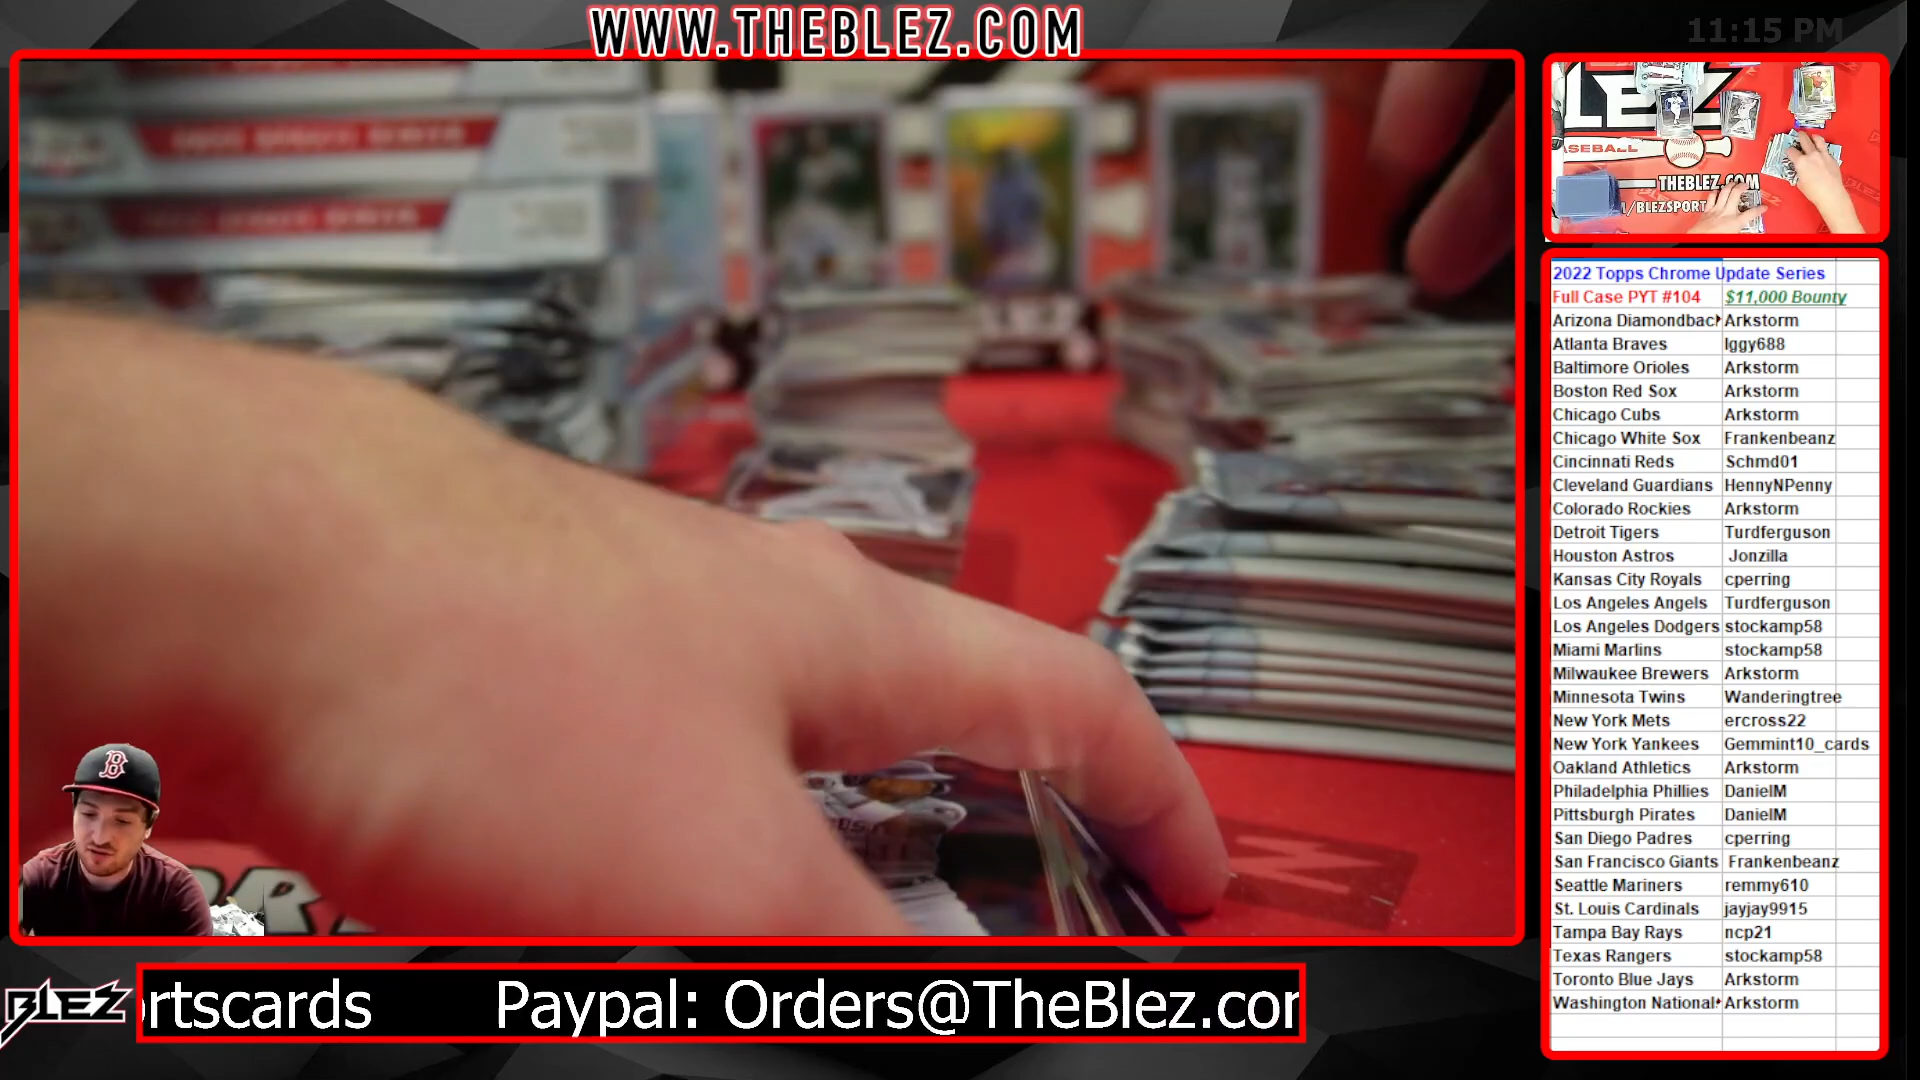 WWW.THEBLEZ.COM
11:15 PM
BLEZ
ASEBALL
THEBLEZ.COM
/BLEZSPORT
2022 Topps Chrome Update Series
Full Case PYT #104 $11,000 Bounty
Arizona Diamondbac Arkstorm
Atlanta Braves Iggy688
Baltimore Orioles Arkstorm
Boston Red Sox Arkstorm
Chicago Cubs Arkstorm
Chicago White Sox Frankenbeanz
Cincinnati Reds Schmd01
Cleveland Guardians HennyNPenny
Colorado Rockies Arkstorm
Detroit Tigers Turdferguson
Houston Astros Jonzilla
Kansas City Royals cperring
Los Angeles Angels Turdferguson
Los Angeles Dodgers stockamp58
Miami Marlins stockamp58
Milwaukee Brewers Arkstorm
Minnesota Twins Wanderingtree
New York Mets ercross22
New York Yankees Gemmint10_cards
Oakland Athletics Arkstorm
Philadelphia Phillies DanielM
Pittsburgh Pirates DanielM
San Diego Padres cperring
San Francisco Giants Frankenbeanz
Seattle Mariners remmy610
St. Louis Cardinals jayjay9915
Tampa Bay Rays ncp21
Texas Rangers stockamp58
Toronto Blue Jays Arkstorm
Washington National Arkstorm
B
BLEZ
rtscards Paypal: Orders@TheBlez.cor